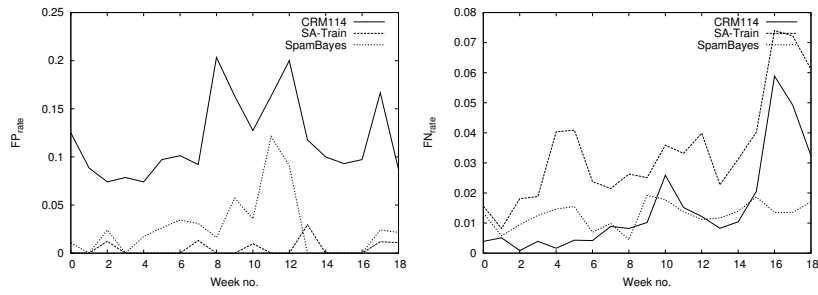 0.25
0.2
0.15
0.1
0.05
0
FP_rate
CRM114
SA-Train
SpamBayes
0 2 4 6 8 10 12 14 16 18
Week no.
0.08
0.07
0.06
0.05
0.04
0.03
0.02
0.01
0
FN_rate
CRM114
SA-Train
SpamBayes
0 2 4 6 8 10 12 14 16 18
Week no.